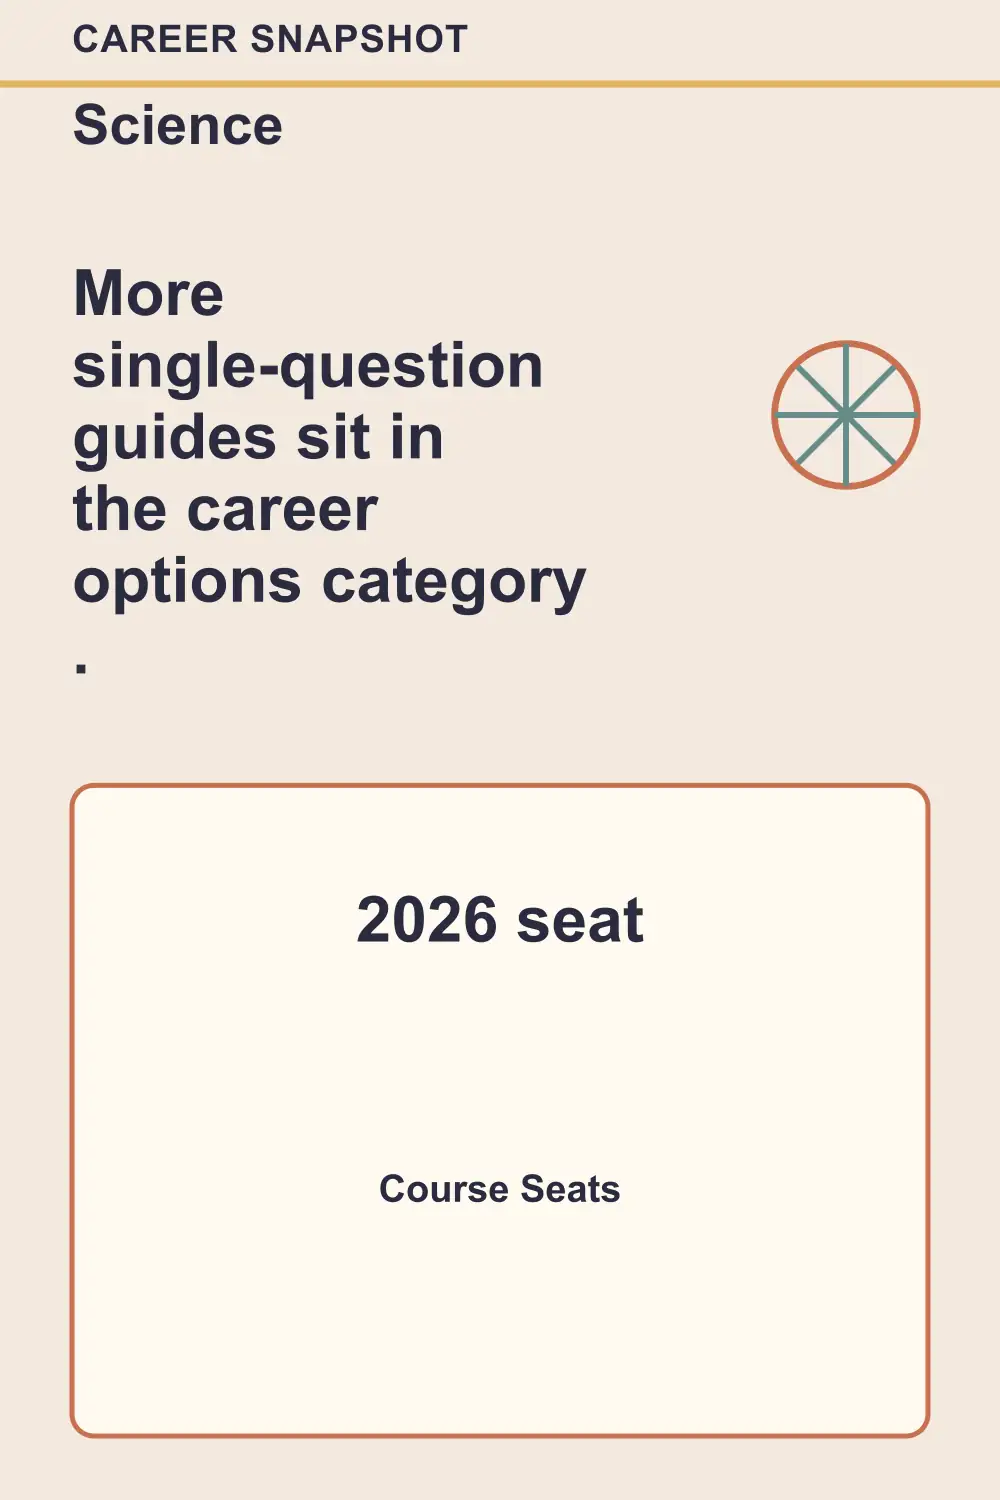 CAREER SNAPSHOT
Science
More
single-question
guides sit in
the career
options category
.
2026 seat
Course Seats